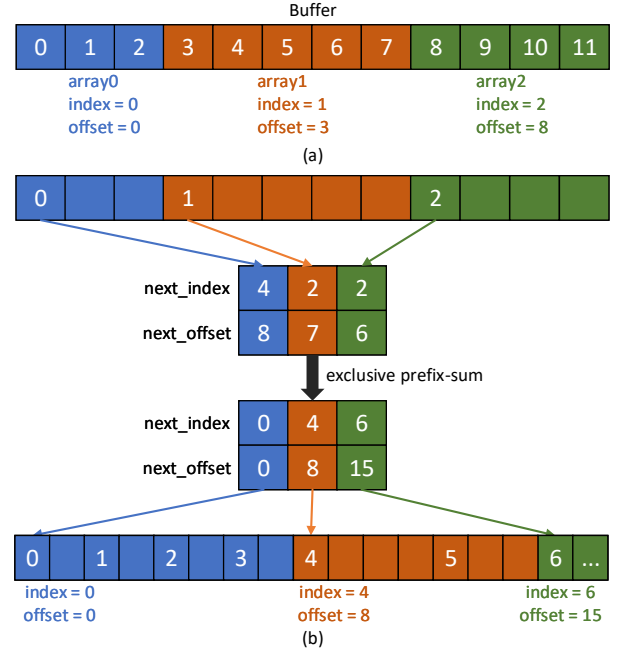 Buffer
0 1 2 3 4 5 6 7 8 9 10 11
array0 array1 array2
index = 0 index = 1 index = 2
offset = 0 offset = 3 offset = 8
(a)
0 1 2
next_index 4 2 2
next_offset 8 7 6
exclusive prefix-sum
next_index 0 4 6
next_offset 0 8 15
0 1 2 3 4 5 6 ...
index = 0 index = 4 index = 6
offset = 0 offset = 8 offset = 15
(b)